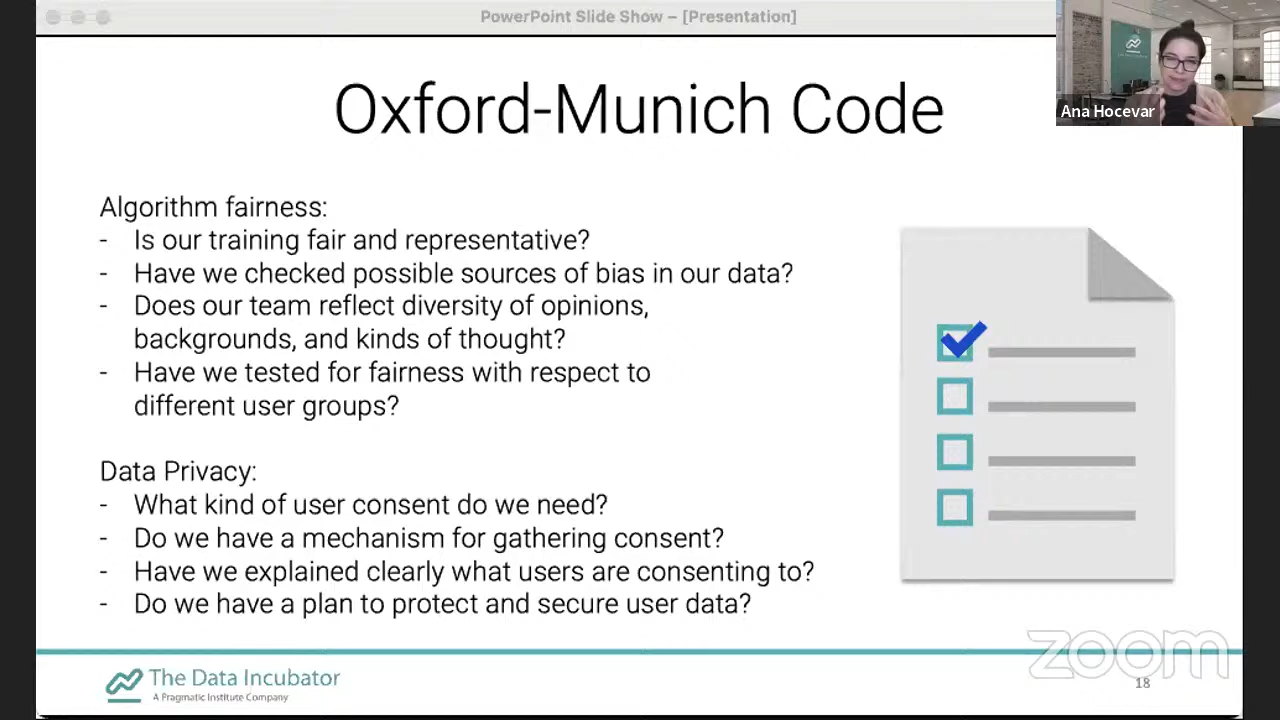 PowerPoint Slide Show – [Presentation]
Ana Hocevar
Oxford-Munich Code
Algorithm fairness:
- Is our training fair and representative?
- Have we checked possible sources of bias in our data?
- Does our team reflect diversity of opinions,
backgrounds, and kinds of thought?
- Have we tested for fairness with respect to
different user groups?
Data Privacy:
- What kind of user consent do we need?
- Do we have a mechanism for gathering consent?
- Have we explained clearly what users are consenting to?
- Do we have a plan to protect and secure user data?
The Data Incubator
A Pragmatic Institute Company
zoom
18